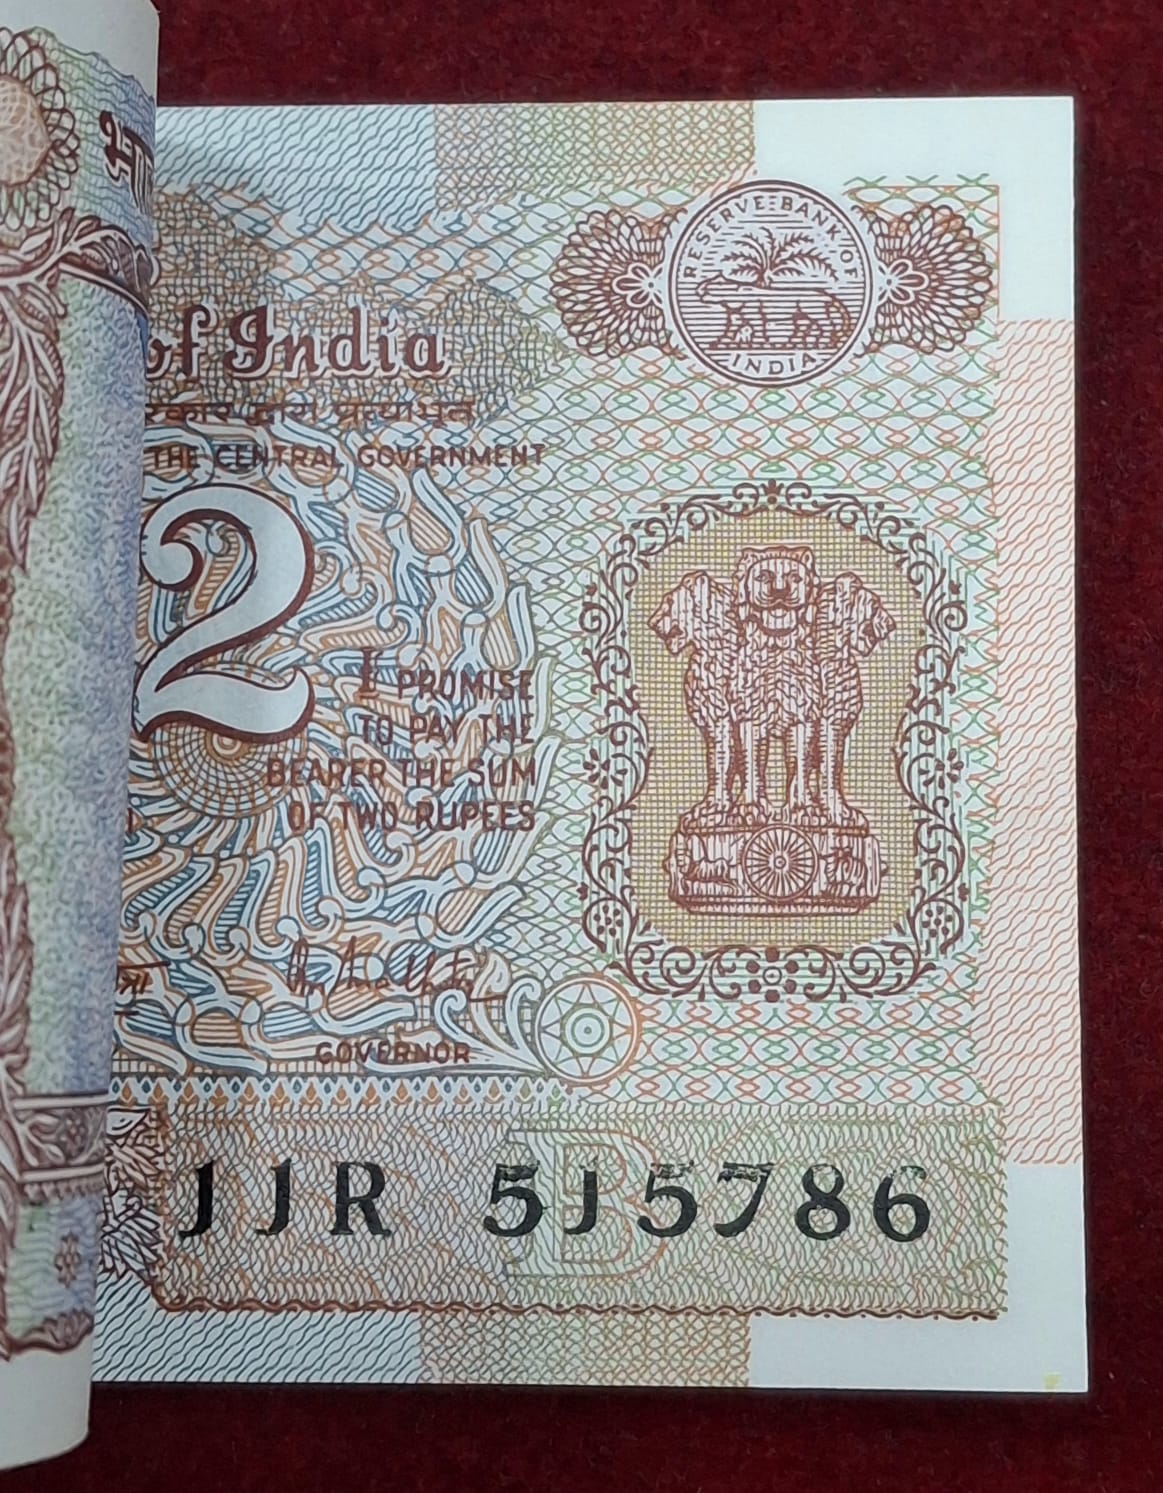 भा
RESERVE BANK OF
INDIA
of India
सरकार द्वारा प्रत्याभूत
THE CENTRAL GOVERNMENT
2
I PROMISE
TO PAY THE
BEARER THE SUM
OF TWO RUPEES
GOVERNOR
B
JJR 5J5786